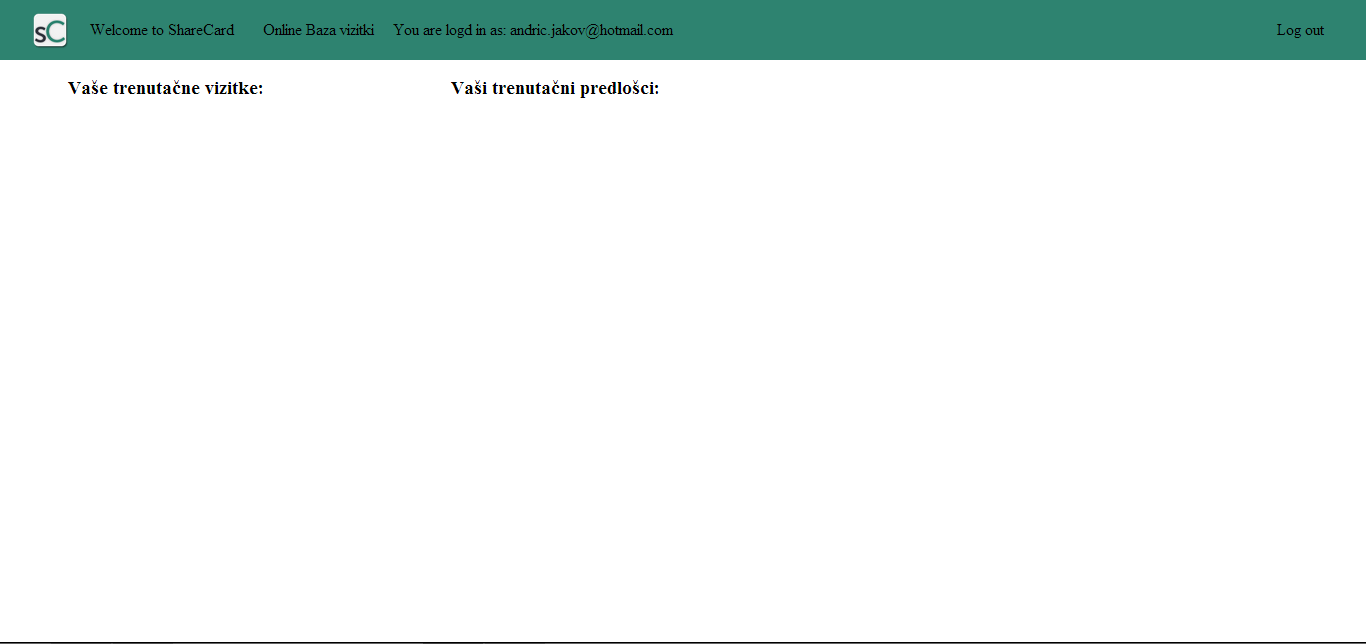 sC Welcome to ShareCard Online Baza vizitki You are logd in as: andric.jakov@hotmail.com Log out
Vaše trenutačne vizitke: Vaši trenutačni predlošci: